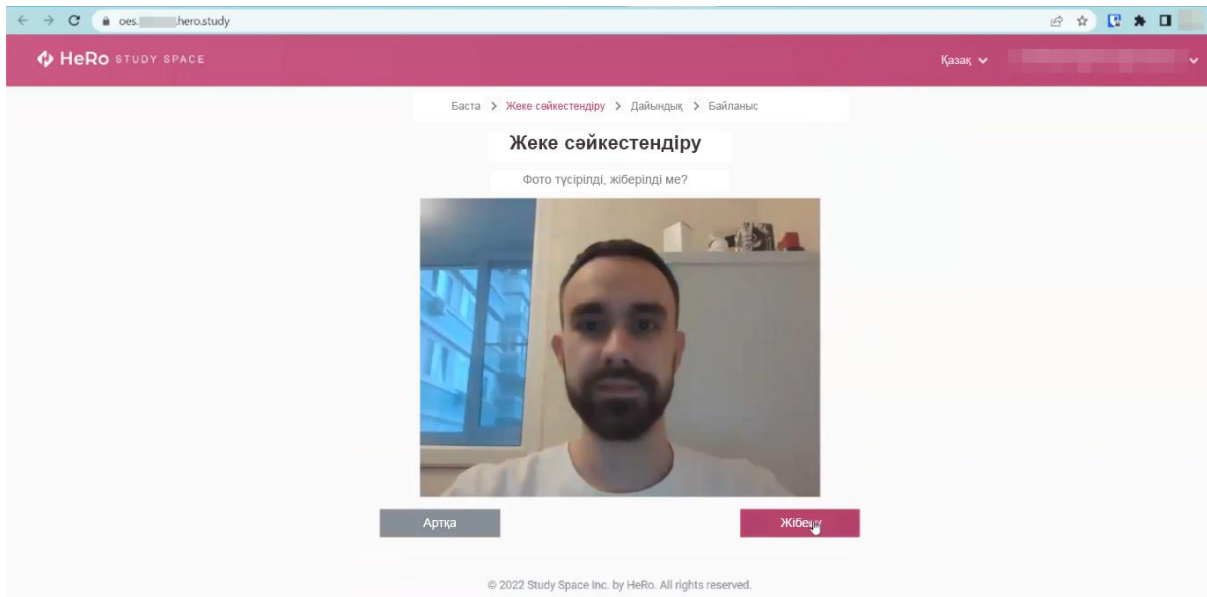 oes. .hero.study
HeRo STUDY SPACE
Қазақ
Баста > Жеке сәйкестендіру > Дайындық > Байланыс
Жеке сәйкестендіру
Фото түсірілді, жіберілді ме?
Артқа
© 2022 Study Space Inc. by HeRo. All rights reserved.